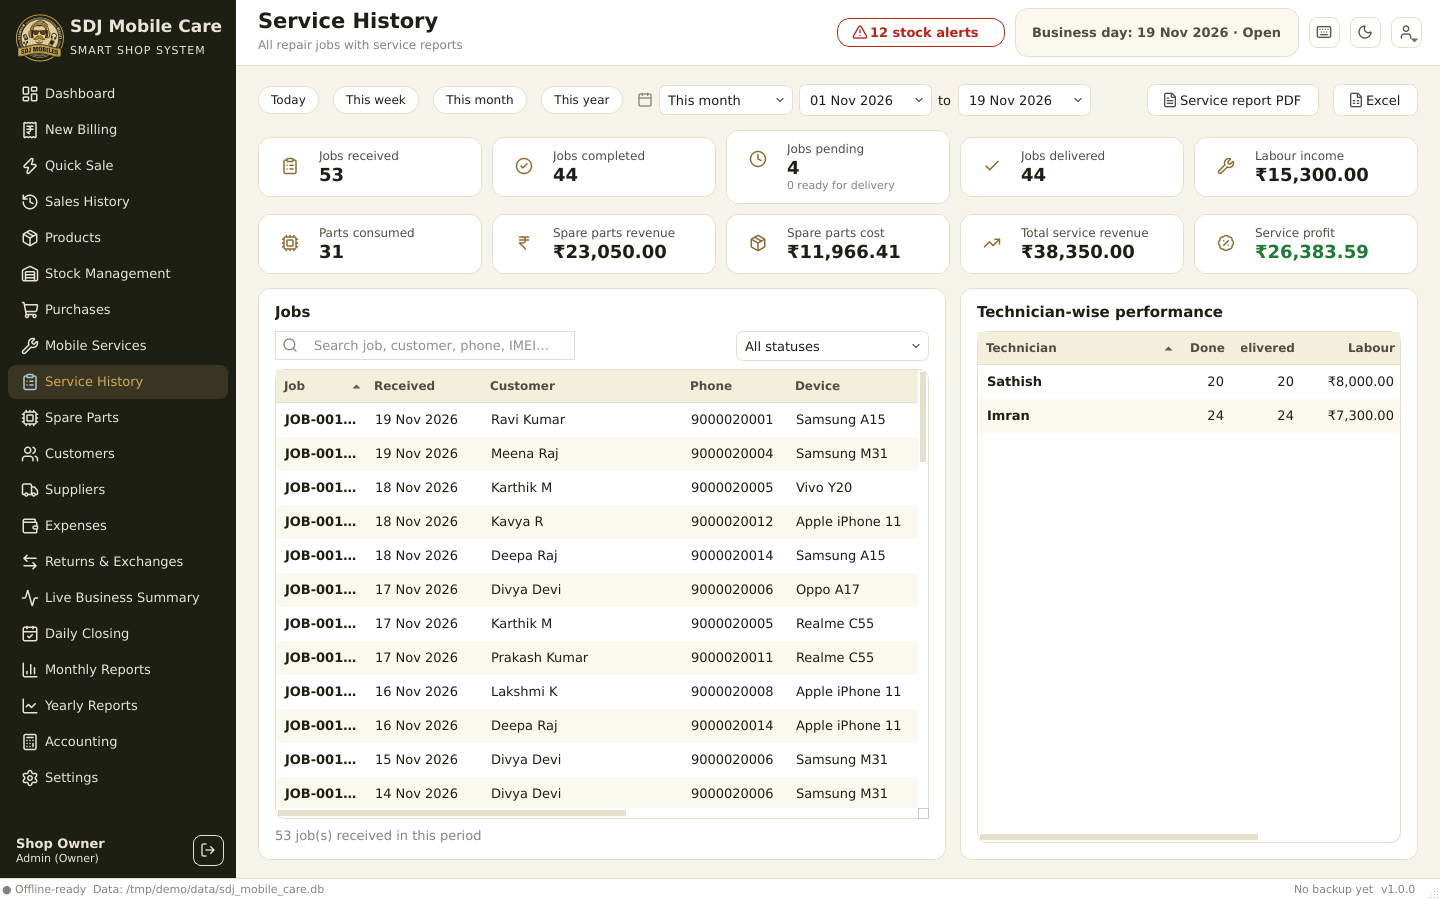 SDJ MOBILES
SDJ Mobile Care
SMART SHOP SYSTEM
Dashboard
New Billing
Quick Sale
Sales History
Products
Stock Management
Purchases
Mobile Services
Service History
Spare Parts
Customers
Suppliers
Expenses
Returns & Exchanges
Live Business Summary
Daily Closing
Monthly Reports
Yearly Reports
Accounting
Settings
Shop Owner
Admin (Owner)
Service History
All repair jobs with service reports
12 stock alerts
Business day: 19 Nov 2026 · Open
Today This week This month This year This month 01 Nov 2026 to 19 Nov 2026 Service report PDF Excel
Jobs received
53
Jobs completed
44
Jobs pending
4
0 ready for delivery
Jobs delivered
44
Labour income
₹15,300.00
Parts consumed
31
Spare parts revenue
₹23,050.00
Spare parts cost
₹11,966.41
Total service revenue
₹38,350.00
Service profit
₹26,383.59
Jobs
Search job, customer, phone, IMEI... All statuses
Job Received Customer Phone Device
JOB-001... 19 Nov 2026 Ravi Kumar 9000020001 Samsung A15
JOB-001... 19 Nov 2026 Meena Raj 9000020004 Samsung M31
JOB-001... 18 Nov 2026 Karthik M 9000020005 Vivo Y20
JOB-001... 18 Nov 2026 Kavya R 9000020012 Apple iPhone 11
JOB-001... 18 Nov 2026 Deepa Raj 9000020014 Samsung A15
JOB-001... 17 Nov 2026 Divya Devi 9000020006 Oppo A17
JOB-001... 17 Nov 2026 Karthik M 9000020005 Realme C55
JOB-001... 17 Nov 2026 Prakash Kumar 9000020011 Realme C55
JOB-001... 16 Nov 2026 Lakshmi K 9000020008 Apple iPhone 11
JOB-001... 16 Nov 2026 Deepa Raj 9000020014 Apple iPhone 11
JOB-001... 15 Nov 2026 Divya Devi 9000020006 Samsung M31
JOB-001... 14 Nov 2026 Divya Devi 9000020006 Samsung M31
53 job(s) received in this period
Technician-wise performance
Technician Done elivered Labour
Sathish 20 20 ₹8,000.00
Imran 24 24 ₹7,300.00
Offline-ready Data: /tmp/demo/data/sdj_mobile_care.db
No backup yet v1.0.0